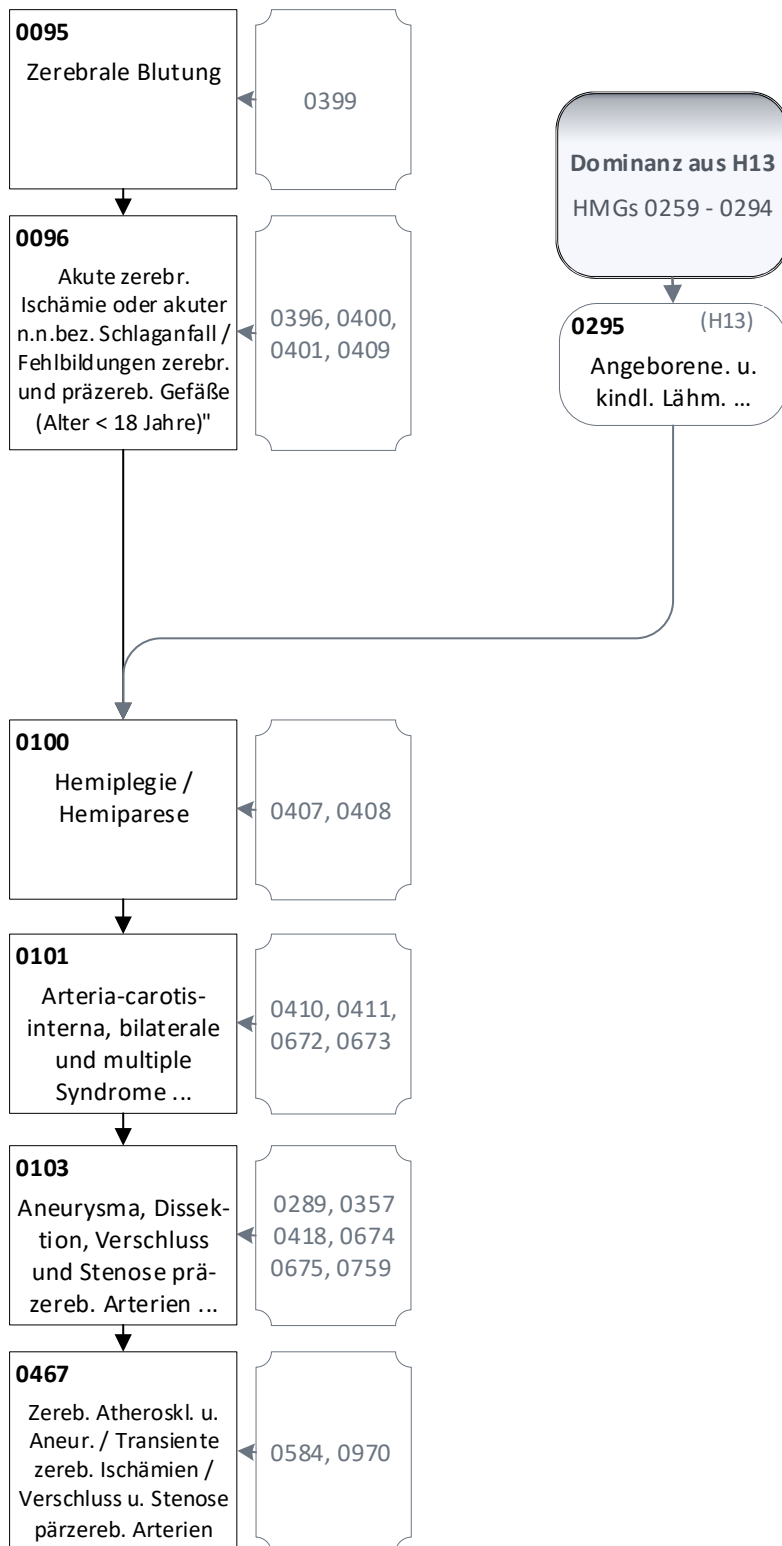 0095
Zerebrale Blutung
0399
Dominanz aus H13
HMGs 0259 - 0294
0096
Akute zerebr.
Ischämie oder akuter
n.n.bez. Schlaganfall /
Fehlbildungen zerebr.
und präzereb. Gefäße
(Alter < 18 Jahre)"
0396, 0400,
0401, 0409
0295 (H13)
Angeborene. u.
kindl. Lähm. ...
0100
Hemiplegie /
Hemiparese
0407, 0408
0101
Arteria-carotis-
interna, bilaterale
und multiple
Syndrome ...
0410, 0411,
0672, 0673
0103
Aneurysma, Dissek-
tion, Verschluss
und Stenose prä-
zereb. Arterien ...
0289, 0357
0418, 0674
0675, 0759
0467
Zereb. Atheroskl. u.
Aneur. / Transiente
zereb. Ischämien /
Verschluss u. Stenose
pärzereb. Arterien
0584, 0970